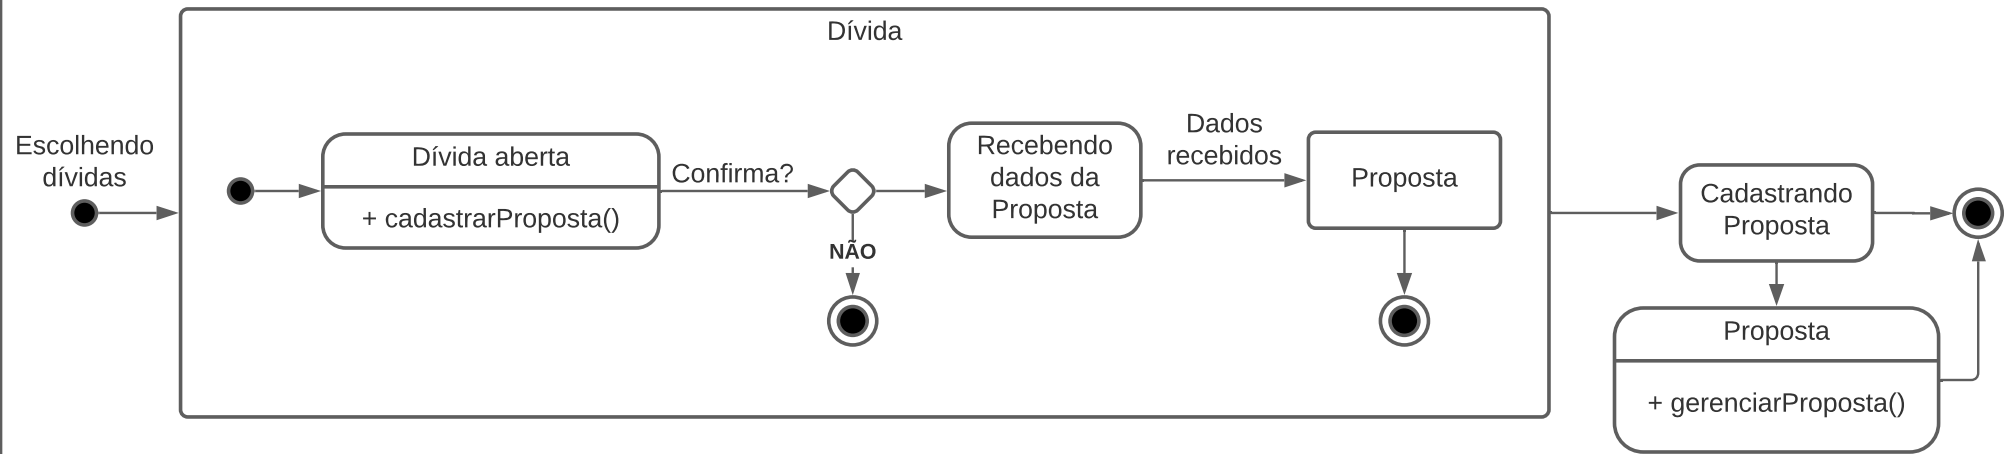 Dívida
Escolhendo
dívidas
Dívida aberta
+ cadastrarProposta()
Confirma?
NÃO
Recebendo
dados da
Proposta
Dados
recebidos
Proposta
Cadastrando
Proposta
Proposta
+ gerenciarProposta()